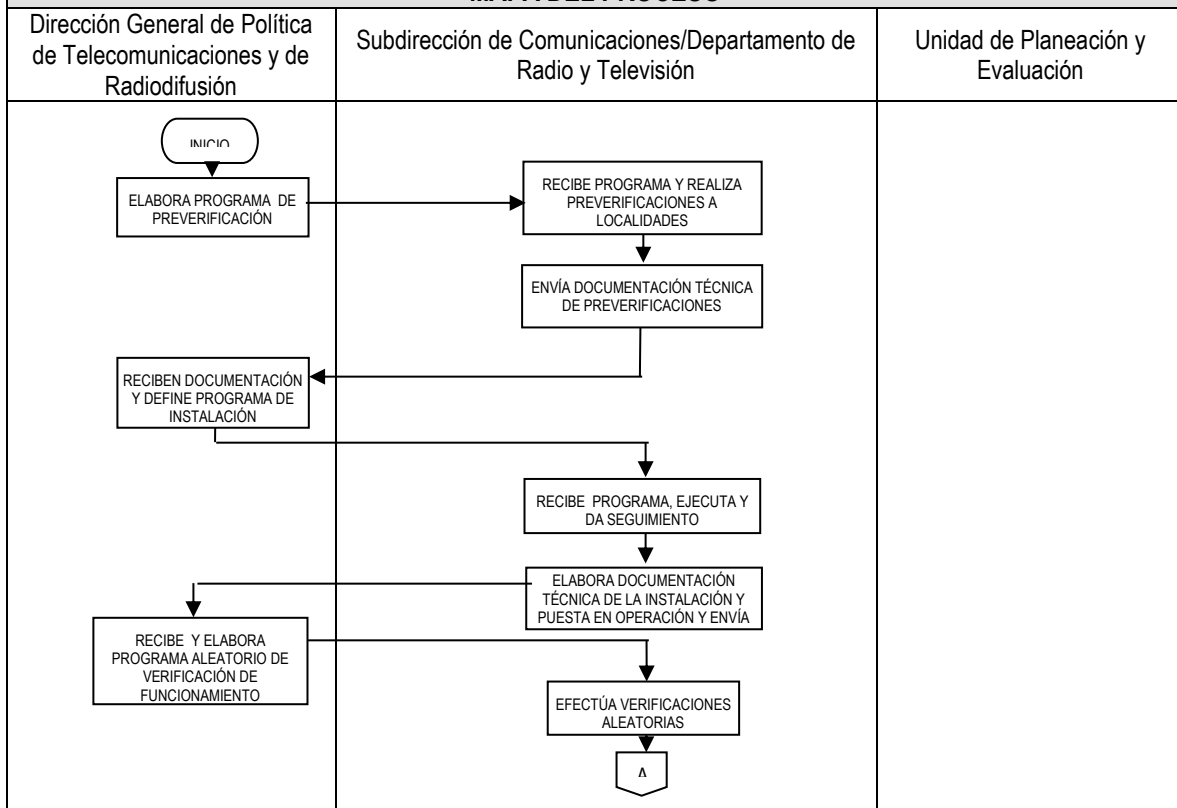 Dirección General de Política
de Telecomunicaciones y de
Radiodifusión
Subdirección de Comunicaciones/Departamento de
Radio y Televisión
Unidad de Planeación y
Evaluación
INICIO
ELABORA PROGRAMA DE
PREVERIFICACIÓN
RECIBE PROGRAMA Y REALIZA
PREVERIFICACIONES A
LOCALIDADES
ENVÍA DOCUMENTACIÓN TÉCNICA
DE PREVERIFICACIONES
RECIBEN DOCUMENTACIÓN
Y DEFINE PROGRAMA DE
INSTALACIÓN
RECIBE PROGRAMA, EJECUTA Y
DA SEGUIMIENTO
ELABORA DOCUMENTACIÓN
TÉCNICA DE LA INSTALACIÓN Y
PUESTA EN OPERACIÓN Y ENVÍA
RECIBE Y ELABORA
PROGRAMA ALEATORIO DE
VERIFICACIÓN DE
FUNCIONAMIENTO
EFECTÚA VERIFICACIONES
ALEATORIAS
A